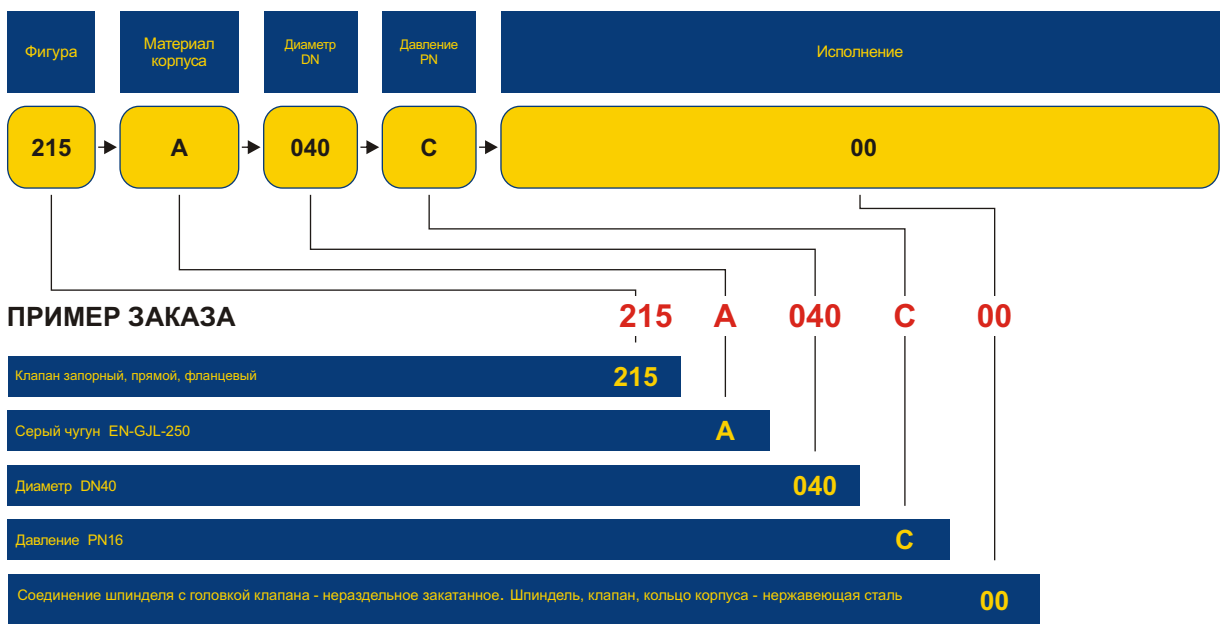 Фигура
Материал
корпуса
Диаметр
DN
Давление
PN
Исполнение
215
A
040
C
00
ПРИМЕР ЗАКАЗА
215 A 040 C 00
Клапан запорный, прямой, фланцевый 215
Серый чугун EN-GJL-250 A
Диаметр DN40 040
Давление PN16 C
Соединение шпинделя с головкой клапана - нераздельное закатанное. Шпиндель, клапан, кольцо корпуса - нержавеющая сталь 00